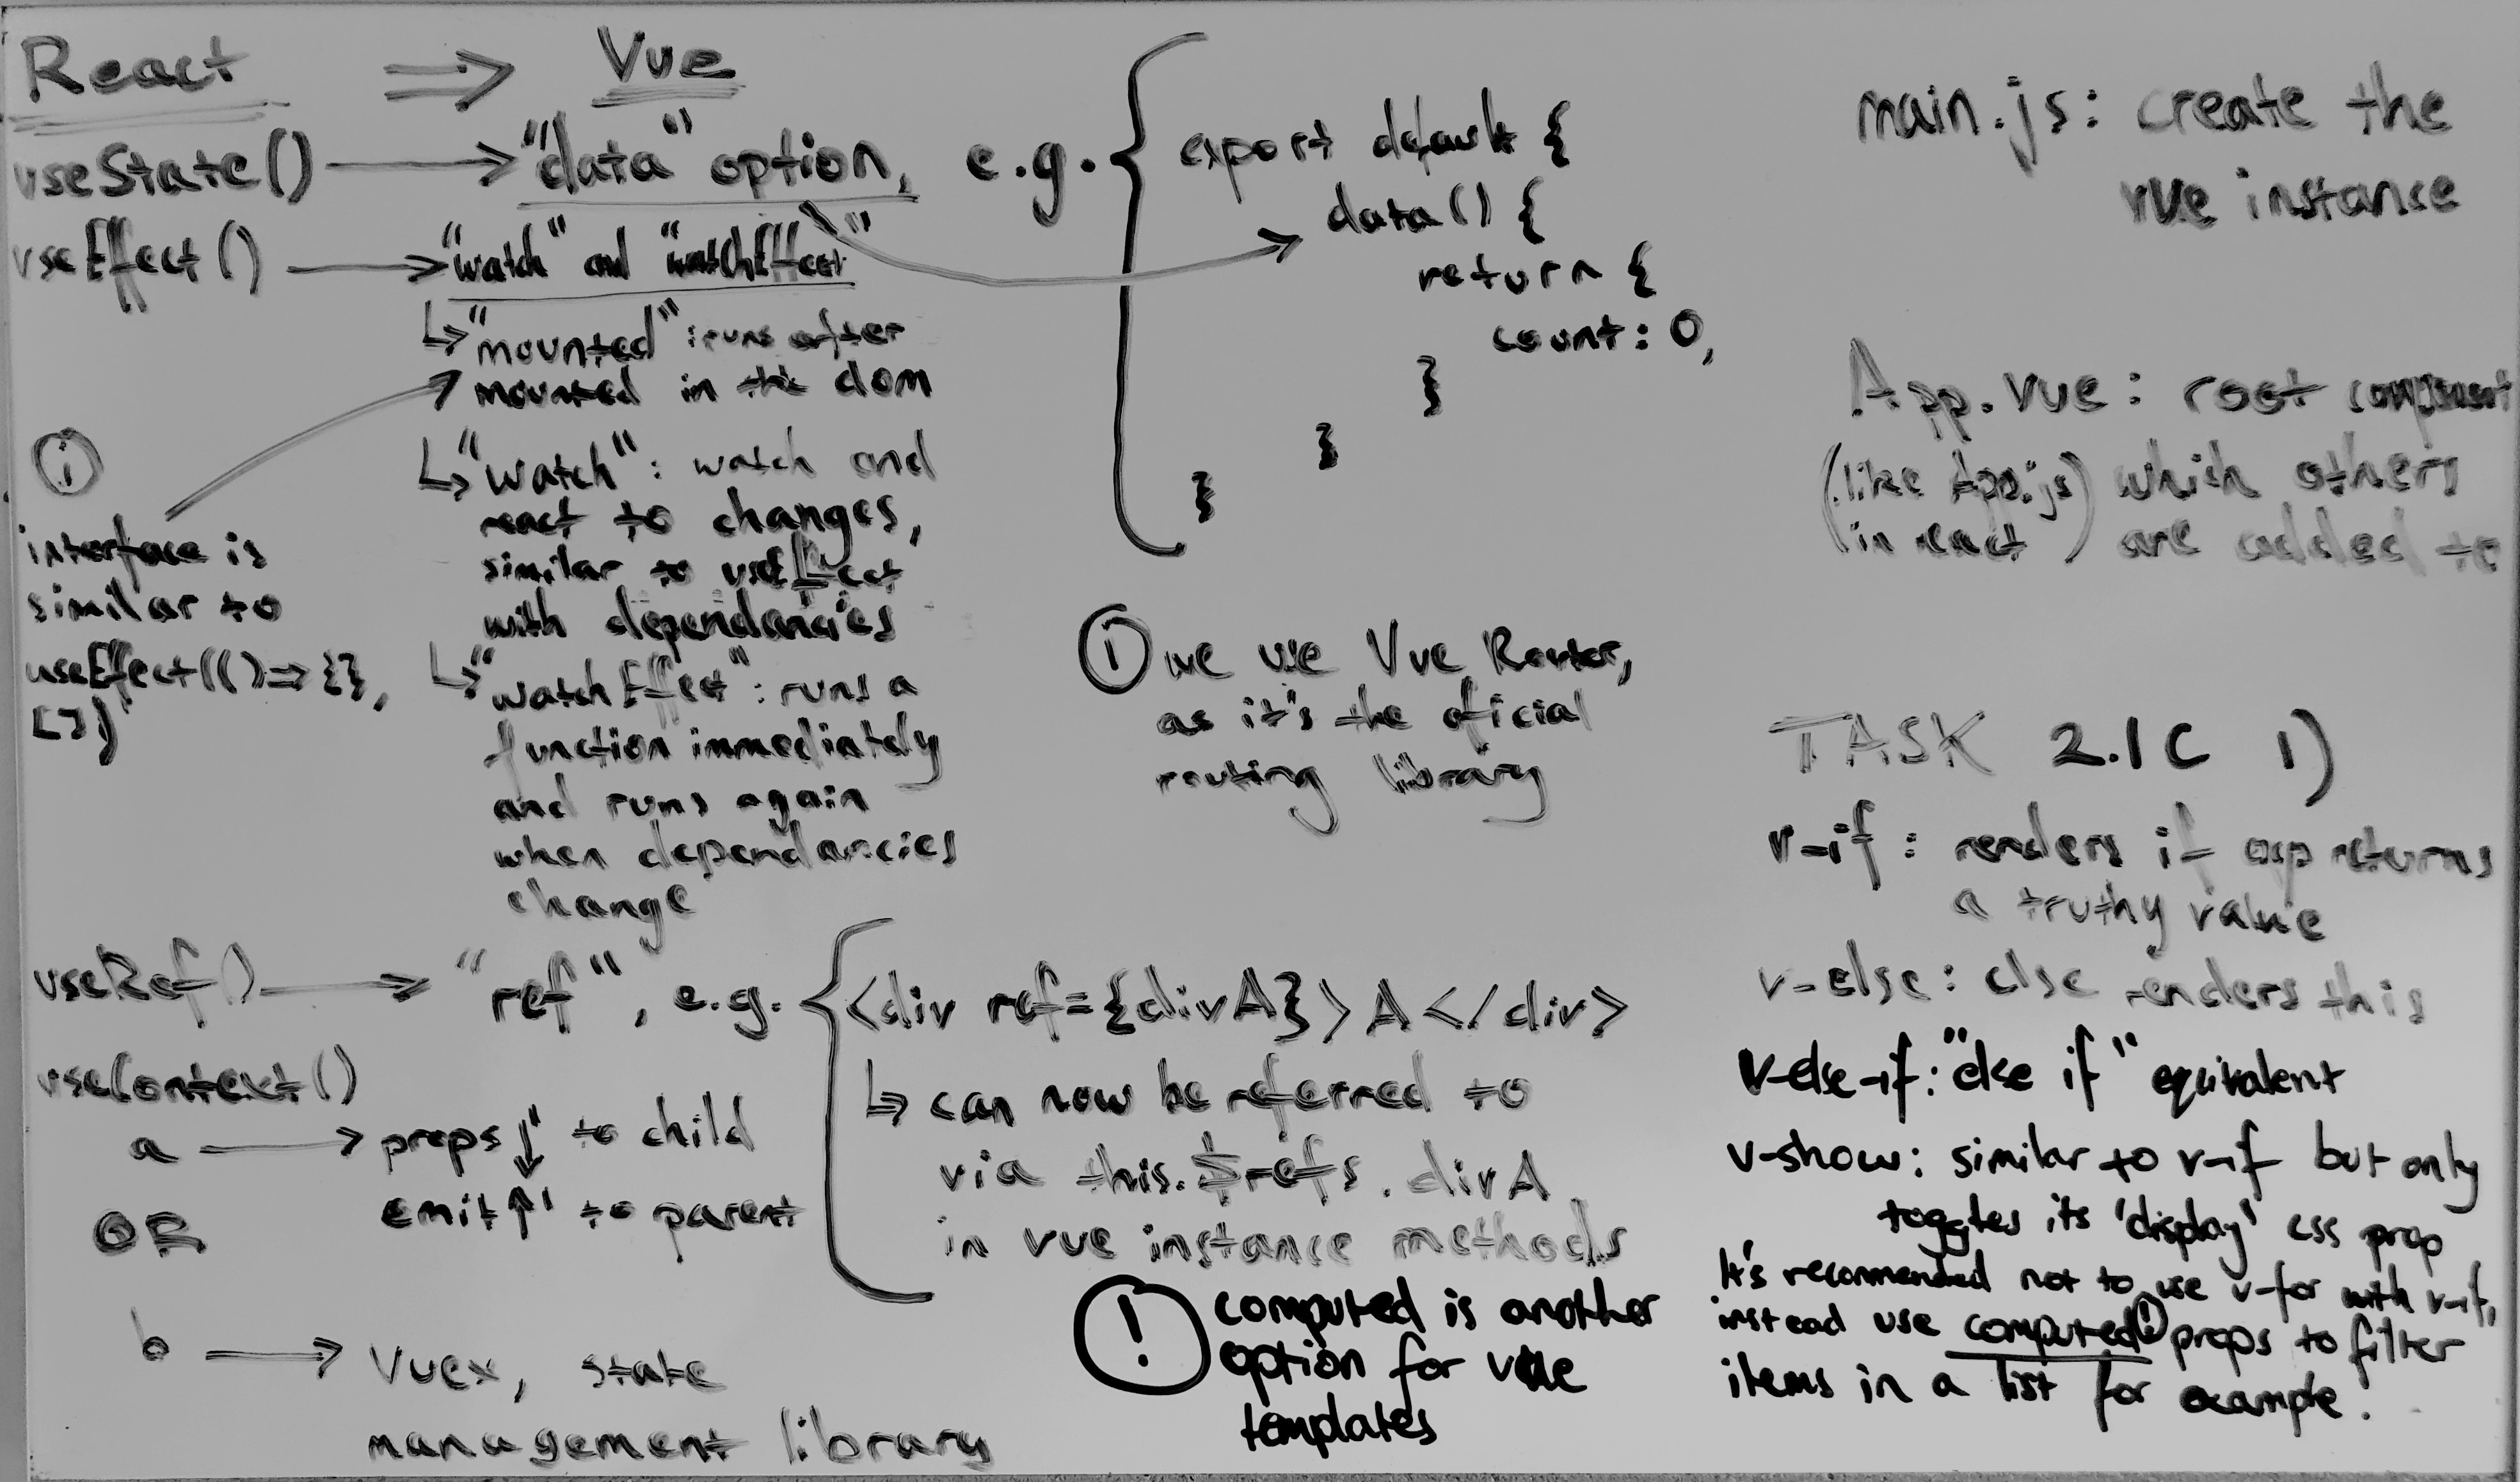 React ⇒ Vue
useState() → "data" option, e.g.
useEffect() → "watch" and "watchEffect"
↳ "mounted": runs after
mounted in the dom
↳ "watch": watch and
react to changes,
similar to useEffect
with dependancies
↳ "watchEffect": runs a
function immediately
and runs again
when dependancies
change
ⓘ
interface is
similar to
useEffect(()=>{},
[])
export default {
data() {
return {
count: 0,
}
}
}
ⓘ we use Vue Router,
as it's the oficial
routing library
useRef() → "ref", e.g.
<div ref={divA}>A</div>
↳ can now be referred to
via this.$refs.divA
in vue instance methods
useContext()
a → props ↓ to child
emit ↑ to parent
OR
b → Vuex, state
management library
! computed is another
option for vue
templates
main.js: create the
vue instance
App.vue: root component
(like App.js) which others
(in react) are added to
TASK 2.1C 1)
v-if: renders if exp returns
a truthy value
v-else: else renders this
v-else-if: "else if" equivalent
v-show: similar to v-if but only
toggles its 'display' css prop
It's recommended not to use v-for with v-if,
instead use computed(!) props to filter
items in a list for example!